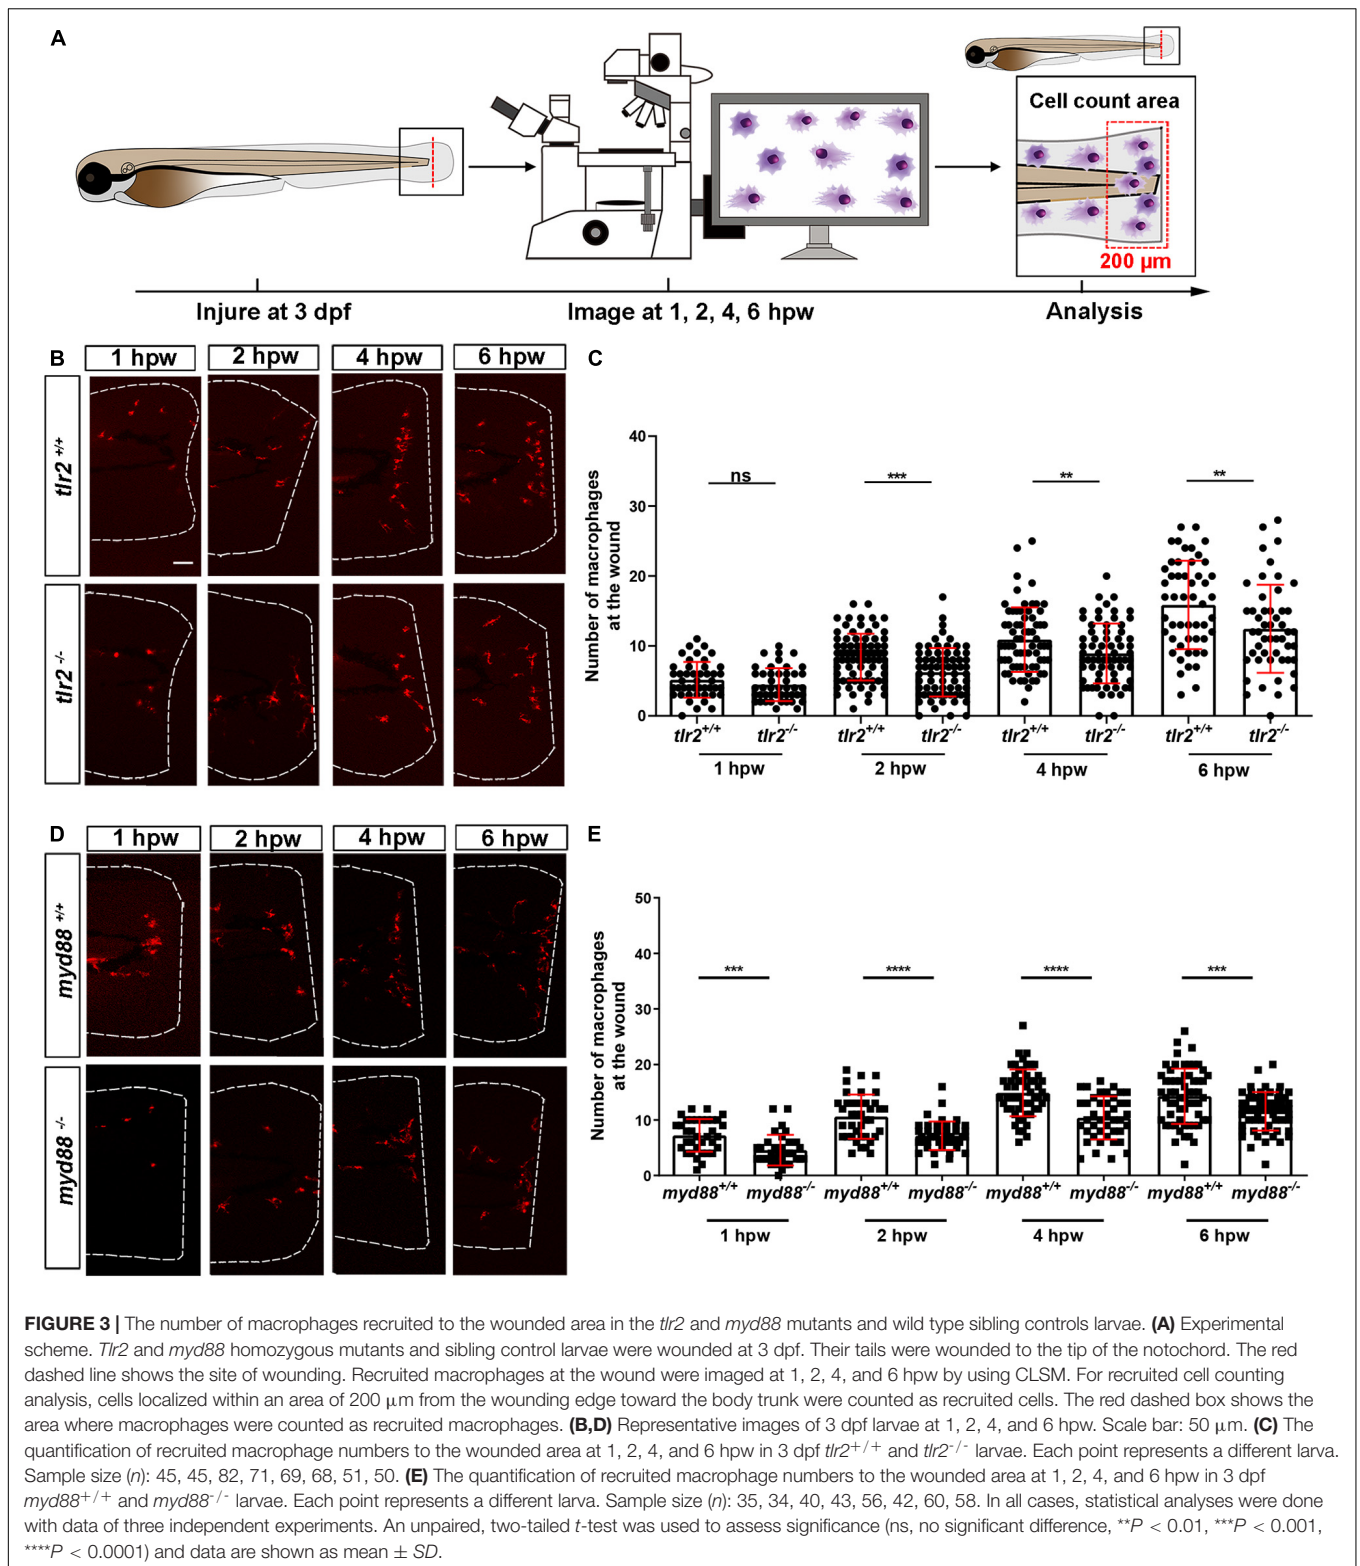 A
Cell count area
200 µm
Injure at 3 dpf
Image at 1, 2, 4, 6 hpw
Analysis
B
1 hpw
2 hpw
4 hpw
6 hpw
tlr2 +/+
tlr2 -/-
C
Number of macrophages
at the wound
40
30
20
10
0
ns
***
**
**
tlr2+/+
tlr2-/-
tlr2+/+
tlr2-/-
tlr2+/+
tlr2-/-
tlr2+/+
tlr2-/-
1 hpw
2 hpw
4 hpw
6 hpw
D
1 hpw
2 hpw
4 hpw
6 hpw
myd88 +/+
myd88 -/-
E
Number of macrophages
at the wound
50
40
30
20
10
0
***
****
****
***
myd88+/+
myd88-/-
myd88+/+
myd88-/-
myd88+/+
myd88-/-
myd88+/+
myd88-/-
1 hpw
2 hpw
4 hpw
6 hpw
FIGURE 3 | The number of macrophages recruited to the wounded area in the tlr2 and myd88 mutants and wild type sibling controls larvae. (A) Experimental
scheme. Tlr2 and myd88 homozygous mutants and sibling control larvae were wounded at 3 dpf. Their tails were wounded to the tip of the notochord. The red
dashed line shows the site of wounding. Recruited macrophages at the wound were imaged at 1, 2, 4, and 6 hpw by using CLSM. For recruited cell counting
analysis, cells localized within an area of 200 µm from the wounding edge toward the body trunk were counted as recruited cells. The red dashed box shows the
area where macrophages were counted as recruited macrophages. (B,D) Representative images of 3 dpf larvae at 1, 2, 4, and 6 hpw. Scale bar: 50 µm. (C) The
quantification of recruited macrophage numbers to the wounded area at 1, 2, 4, and 6 hpw in 3 dpf tlr2+/+ and tlr2-/- larvae. Each point represents a different larva.
Sample size (n): 45, 45, 82, 71, 69, 68, 51, 50. (E) The quantification of recruited macrophage numbers to the wounded area at 1, 2, 4, and 6 hpw in 3 dpf
myd88+/+ and myd88-/- larvae. Each point represents a different larva. Sample size (n): 35, 34, 40, 43, 56, 42, 60, 58. In all cases, statistical analyses were done
with data of three independent experiments. An unpaired, two-tailed t-test was used to assess significance (ns, no significant difference, **P < 0.01, ***P < 0.001,
****P < 0.0001) and data are shown as mean ± SD.